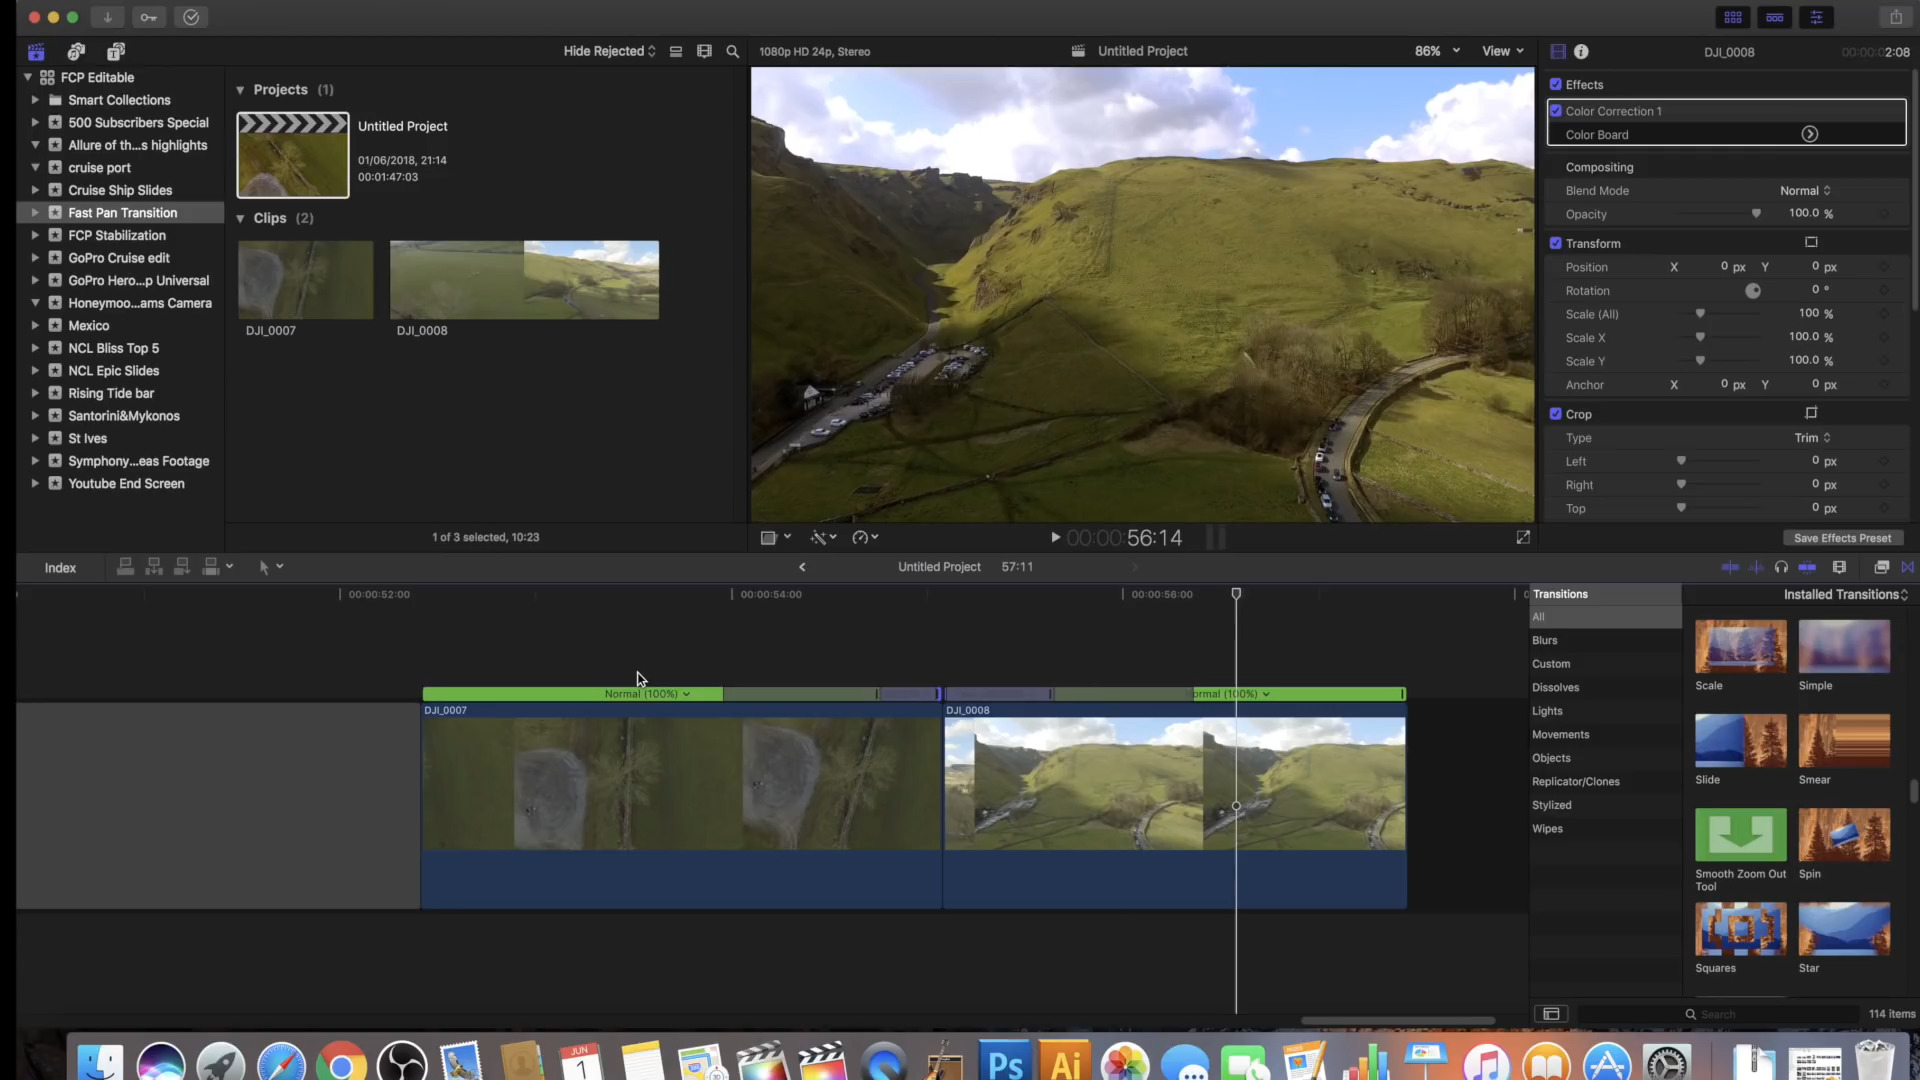 Hide Rejected
1080p HD 24p, Stereo
Untitled Project
86%
View
DJI_0008
00:00:02:08
FCP Editable
Smart Collections
500 Subscribers Special
Allure of th...s highlights
cruise port
Cruise Ship Slides
Fast Pan Transition
FCP Stabilization
GoPro Cruise edit
GoPro Hero...p Universal
Honeymoo...ams Camera
Mexico
NCL Bliss Top 5
NCL Epic Slides
Rising Tide bar
Santorini&Mykonos
St Ives
Symphony...eas Footage
Youtube End Screen
Projects (1)
Untitled Project
01/06/2018, 21:14
00:01:47:03
Clips (2)
DJI_0007
DJI_0008
1 of 3 selected, 10:23
00:00:56:14
Effects
Color Correction 1
Color Board
Compositing
Blend Mode Normal
Opacity 100.0 %
Transform
Position X 0 px Y 0 px
Rotation 0 °
Scale (All) 100 %
Scale X 100.0 %
Scale Y 100.0 %
Anchor X 0 px Y 0 px
Crop
Type Trim
Left 0 px
Right 0 px
Top 0 px
Save Effects Preset
Index
Untitled Project 57:11
00:00:52:00
00:00:54:00
00:00:56:00
Normal (100%)
ormal (100%)
DJI_0007
DJI_0008
Transitions
All
Blurs
Custom
Dissolves
Lights
Movements
Objects
Replicator/Clones
Stylized
Wipes
Installed Transitions
Scale
Simple
Slide
Smear
Smooth Zoom Out
Tool
Spin
Squares
Star
Search
114 items
JUN
1
Ps
Ai